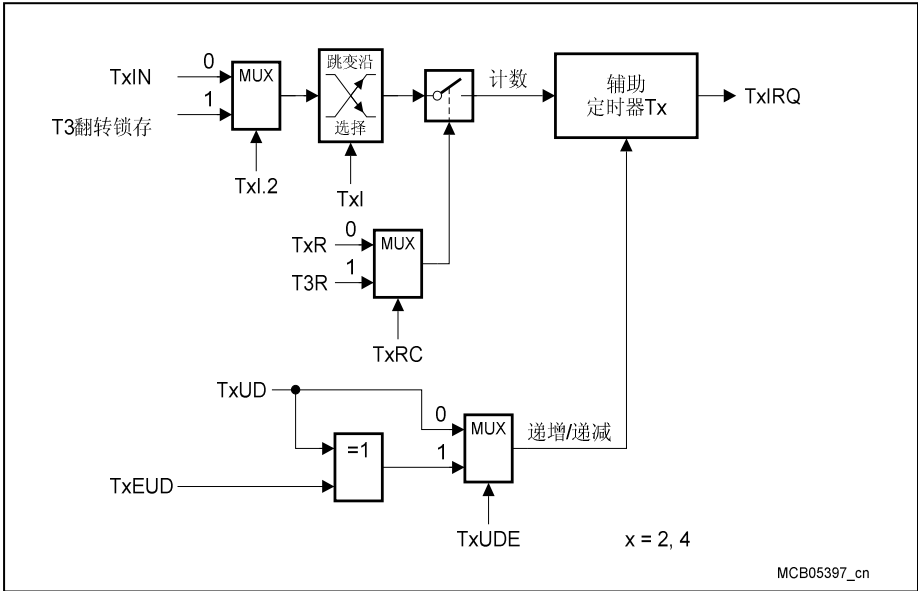 TxIN
0
MUX
跳变沿
计数
辅助
定时器Tx
TxIRQ
1
T3翻转锁存
选择
TxI.2
TxI
TxR
0
MUX
T3R
1
TxRC
TxUD
0
MUX
递增/递减
=1
1
TxEUD
TxUDE
x = 2, 4
MCB05397_cn